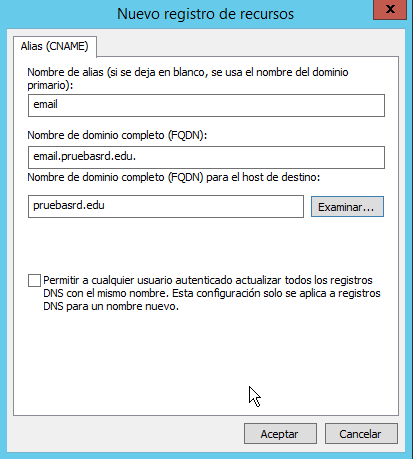 Nuevo registro de recursos
x
Alias (CNAME)
Nombre de alias (si se deja en blanco, se usa el nombre del dominio
primario):
email
Nombre de dominio completo (FQDN):
email.pruebasrd.edu.
Nombre de dominio completo (FQDN) para el host de destino:
pruebasrd.edu
Examinar...
Permitir a cualquier usuario autenticado actualizar todos los registros
DNS con el mismo nombre. Esta configuración solo se aplica a registros
DNS para un nombre nuevo.
Aceptar
Cancelar